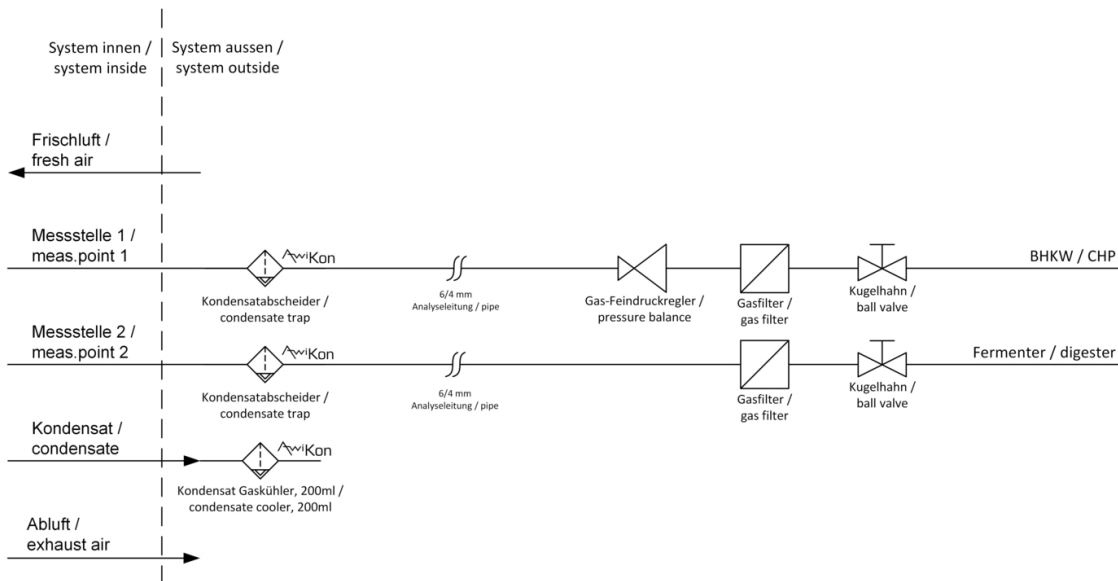 System innen /
system inside
System aussen /
system outside
Frischluft /
fresh air
Messstelle 1 /
meas.point 1
AwiKon
Kondensatabscheider /
condensate trap
6/4 mm
Analyseleitung / pipe
Gas-Feindruckregler /
pressure balance
Gasfilter /
gas filter
Kugelhahn /
ball valve
BHKW / CHP
Messstelle 2 /
meas.point 2
AwiKon
Kondensatabscheider /
condensate trap
6/4 mm
Analyseleitung / pipe
Gasfilter /
gas filter
Kugelhahn /
ball valve
Fermenter / digester
Kondensat /
condensate
AwiKon
Kondensat Gaskühler, 200ml /
condensate cooler, 200ml
Abluft /
exhaust air